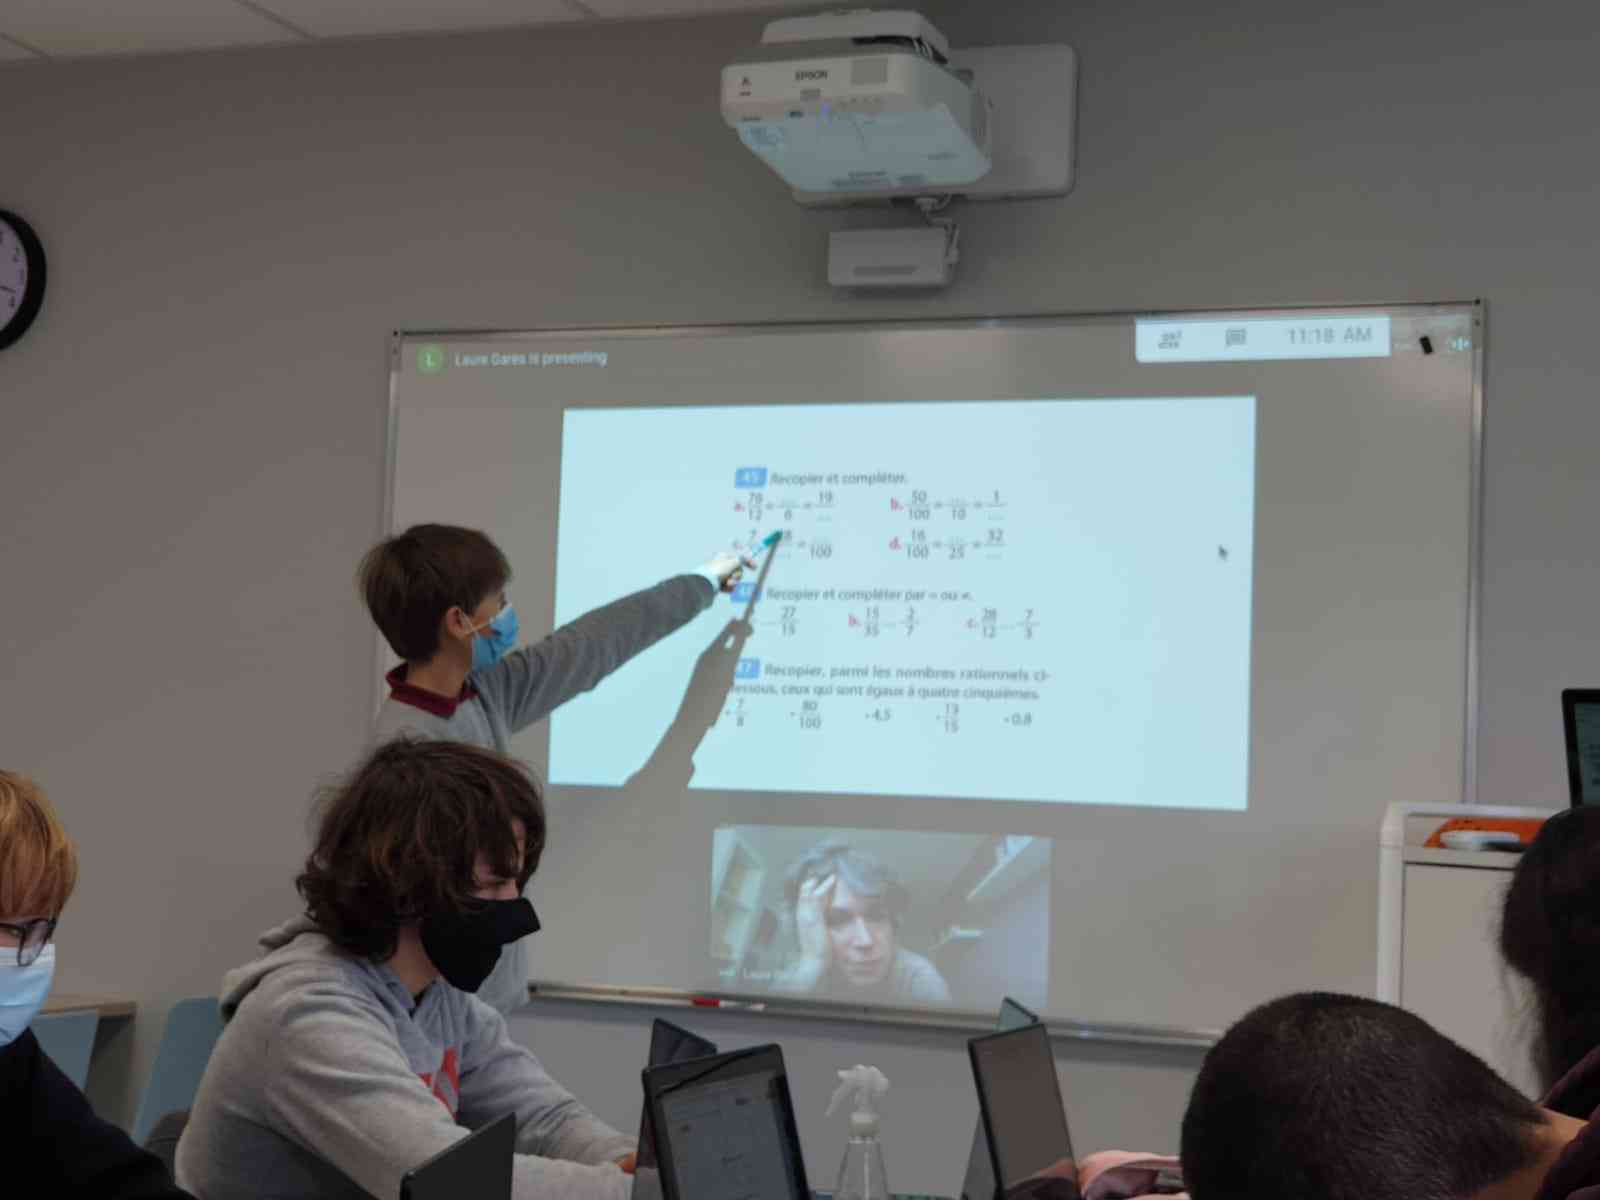 EPSON
L Laure Gares is presenting
11:18 AM
45 Recopier et compléter.
a. 76/12 = .../6 = 19/... b. 50/100 = .../10 = 1/...
c. 7/ 28/... = .../100 d. 16/100 = .../25 = 32/...
Recopier et compléter par = ou ≠.
... 27/15 b. 15/35 ... 2/7 c. 28/12 ... 7/3
47 Recopier, parmi les nombres rationnels ci-
dessous, ceux qui sont égaux à quatre cinquièmes.
• 7/8 • 80/100 • 4,5 • 13/15 • 0,8
Laure